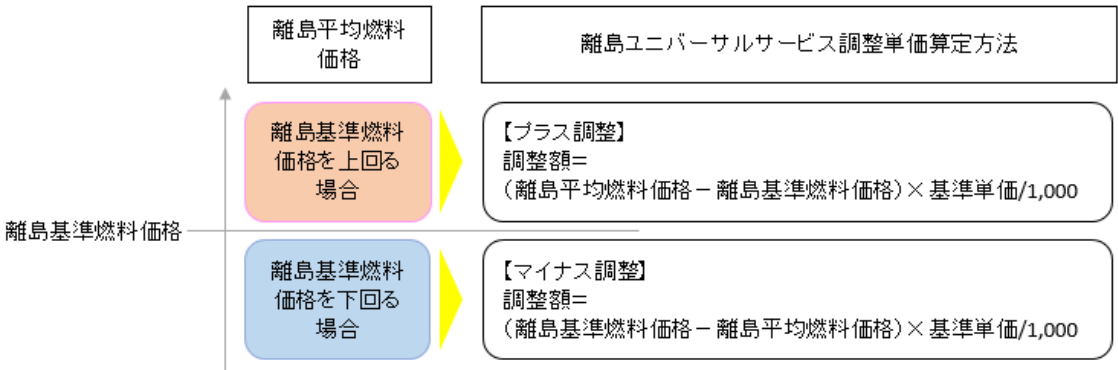 離島平均燃料
価格
離島ユニバーサルサービス調整単価算定方法
離島基準燃料
価格を上回る
場合
【プラス調整】
調整額＝
(離島平均燃料価格－離島基準燃料価格)×基準単価/1,000
離島基準燃料価格
離島基準燃料
価格を下回る
場合
【マイナス調整】
調整額＝
(離島基準燃料価格－離島平均燃料価格)×基準単価/1,000